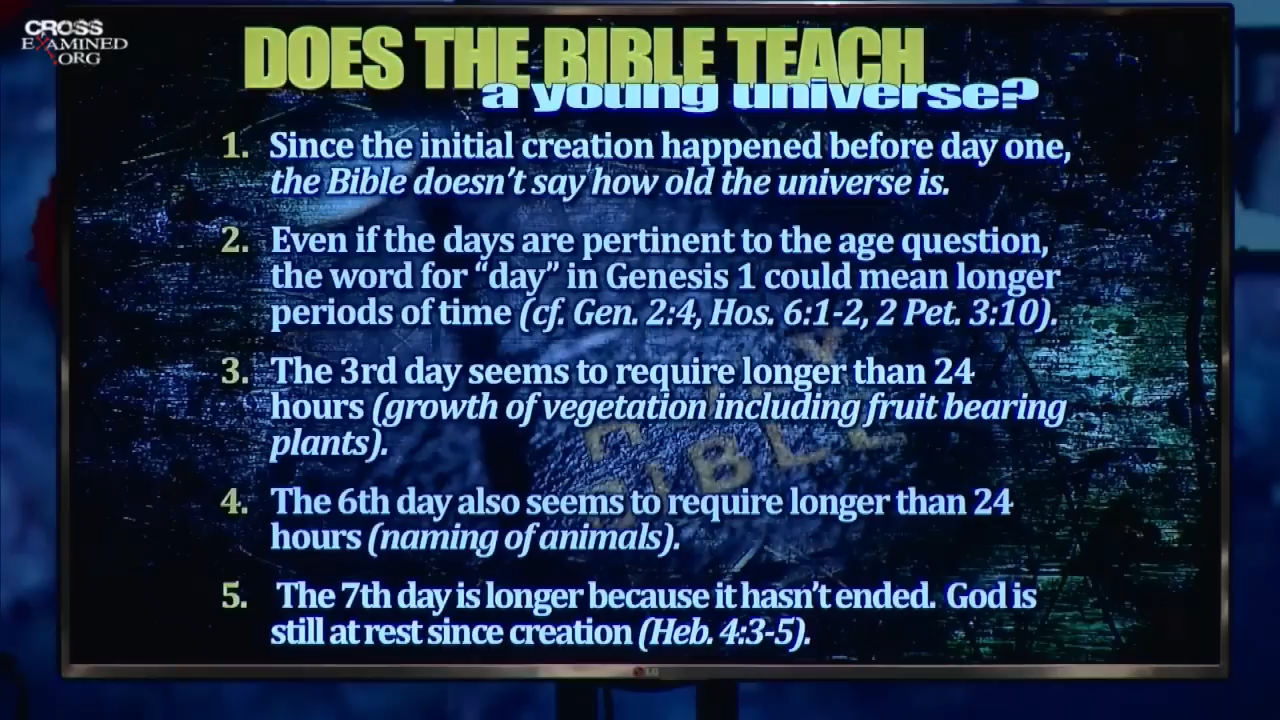 CROSS
EXAMINED
.ORG
DOES THE BIBLE TEACH
a young universe?
1. Since the initial creation happened before day one,
the Bible doesn't say how old the universe is.
2. Even if the days are pertinent to the age question,
the word for “day” in Genesis 1 could mean longer
periods of time (cf. Gen. 2:4, Hos. 6:1-2, 2 Pet. 3:10).
3. The 3rd day seems to require longer than 24
hours (growth of vegetation including fruit bearing
plants).
4. The 6th day also seems to require longer than 24
hours (naming of animals).
5. The 7th day is longer because it hasn't ended. God is
still at rest since creation (Heb. 4:3-5).
BIBLE
LG